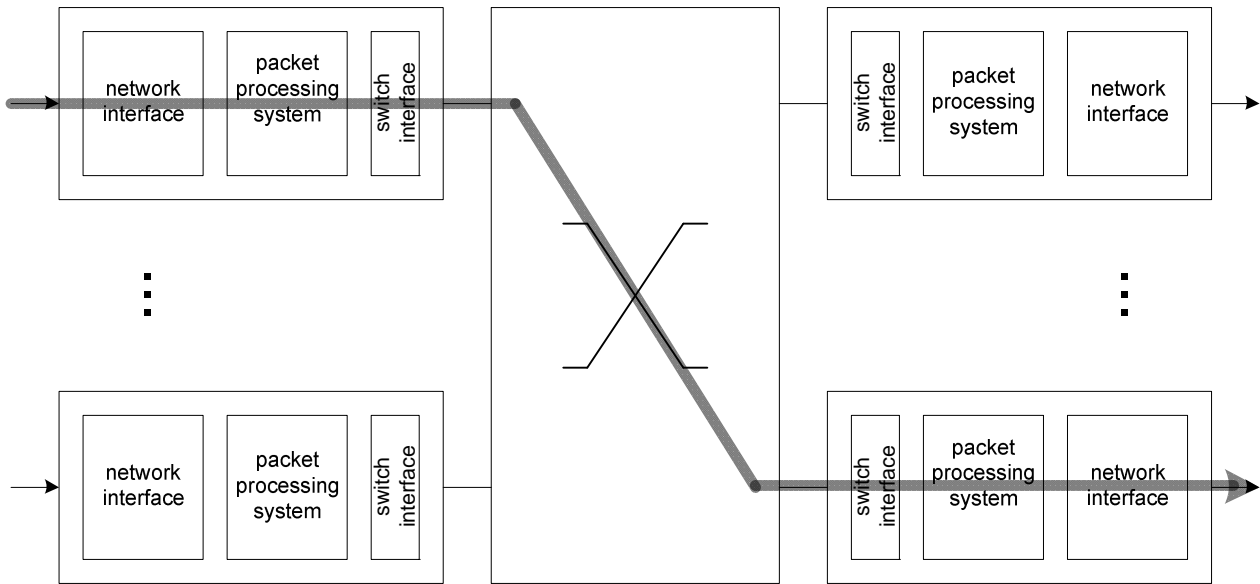 network
interface
packet
processing
system
switch
interface
switch
interface
packet
processing
system
network
interface
network
interface
packet
processing
system
switch
interface
switch
interface
packet
processing
system
network
interface